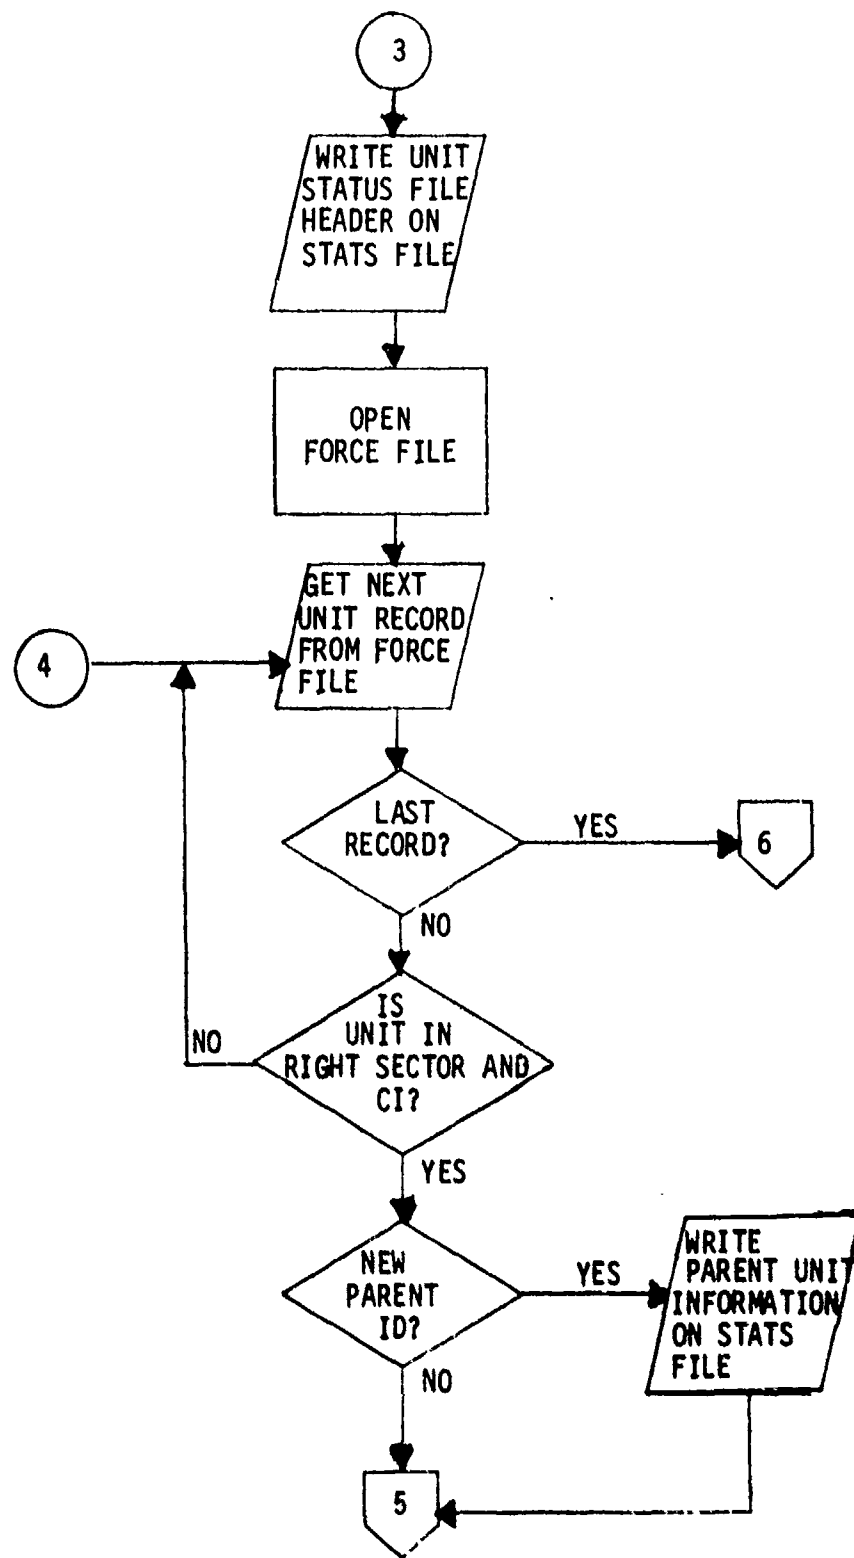 3
WRITE UNIT
STATUS FILE
HEADER ON
STATS FILE
OPEN
FORCE FILE
GET NEXT
UNIT RECORD
FROM FORCE
FILE
4
LAST
RECORD?
YES
6
NO
IS
UNIT IN
RIGHT SECTOR AND
CI?
NO
YES
NEW
PARENT
ID?
YES
WRITE
PARENT UNIT
INFORMATION
ON STATS
FILE
NO
5